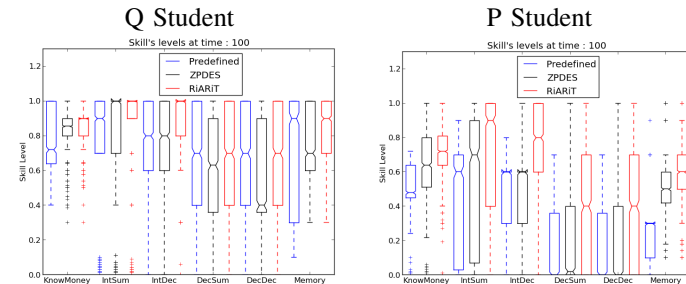 Q Student
Skill's levels at time : 100
Predefined
ZPDES
RiARiT
Skill Level
1.2
1.0
0.8
0.6
0.4
0.2
0.0
KnowMoney IntSum IntDec DecSum DecDec Memory
P Student
Skill's levels at time : 100
Predefined
ZPDES
RiARiT
Skill Level
1.2
1.0
0.8
0.6
0.4
0.2
0.0
KnowMoney IntSum IntDec DecSum DecDec Memory